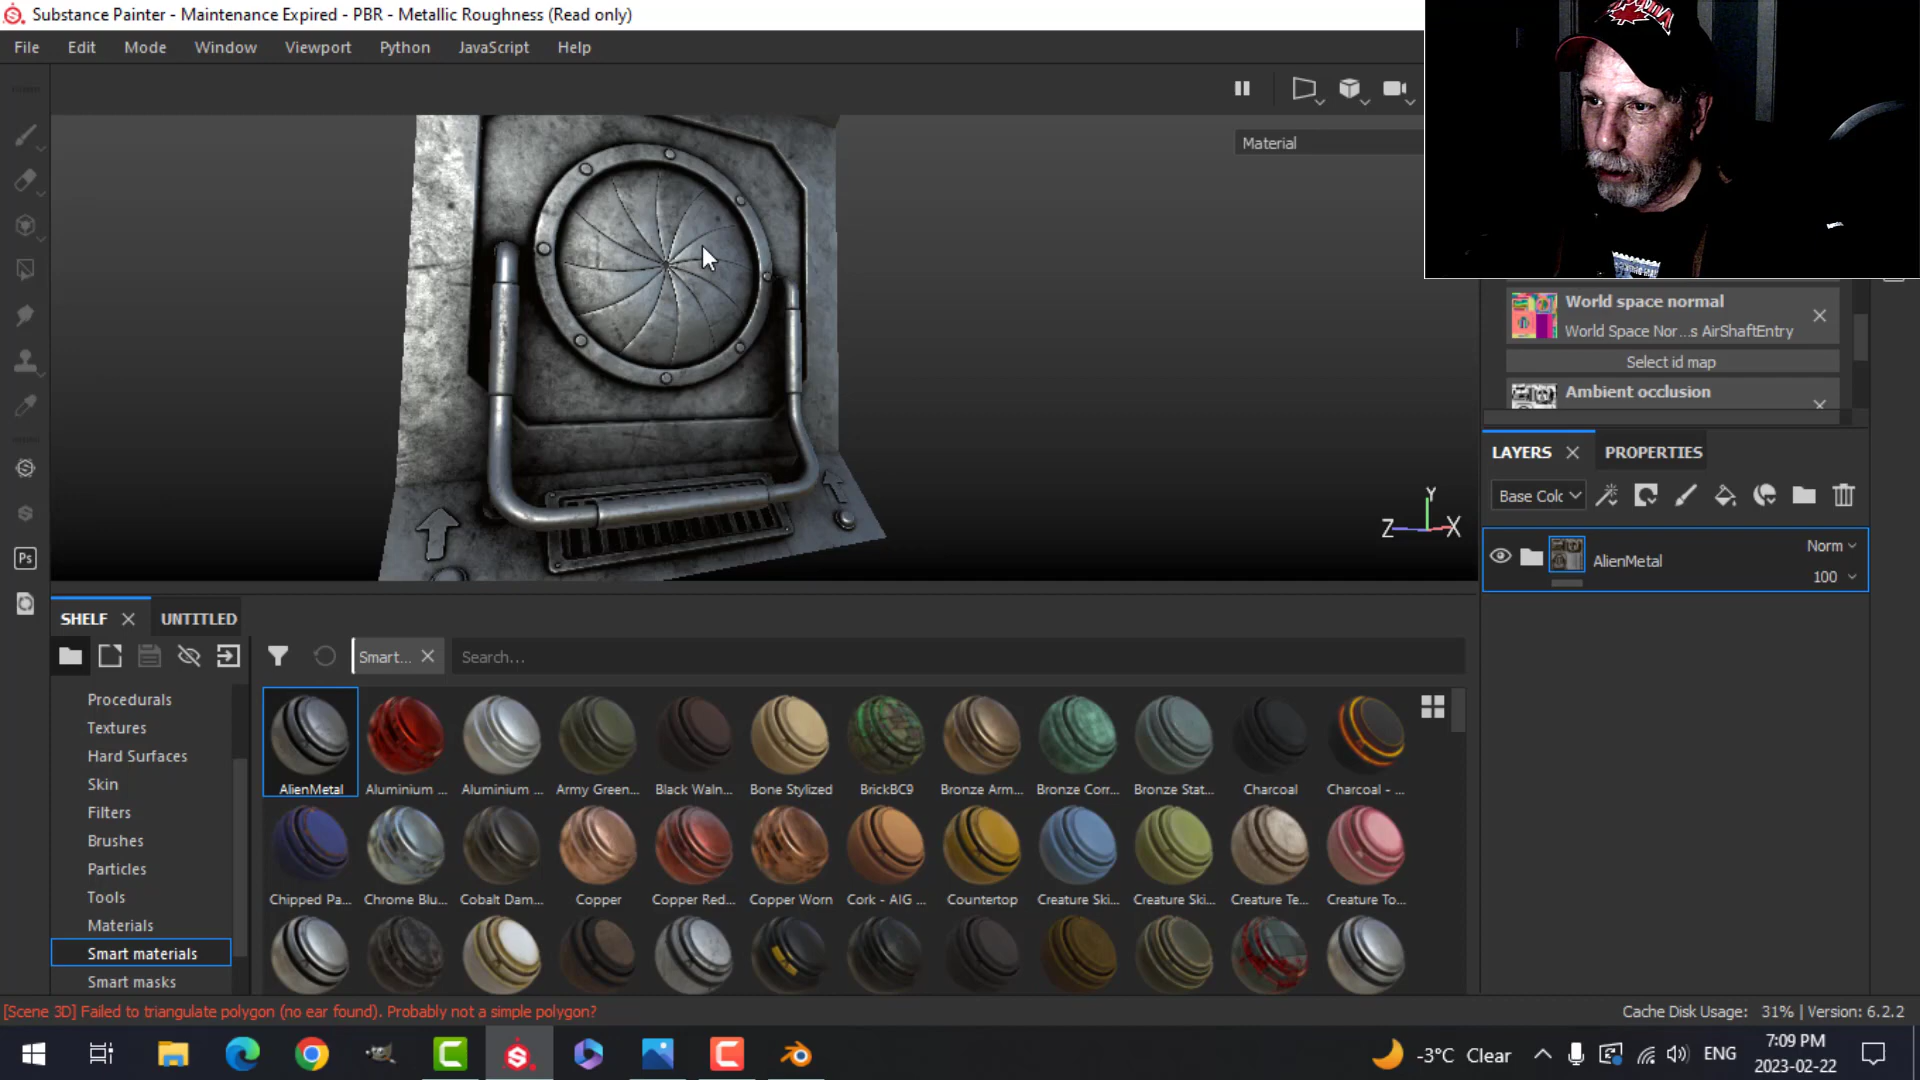 Substance Painter - Maintenance Expired - PBR - Metallic Roughness (Read only)
File Edit Mode Window Viewport Python JavaScript Help
Material
World space normal
World Space Nor...s AirShaftEntry
Select id map
Ambient occlusion
LAYERS PROPERTIES
Base Colc
Norm
AlienMetal
100
Y
Z X
SHELF UNTITLED
Smart... Search...
Procedurals
Textures
Hard Surfaces
Skin
Filters
Brushes
Particles
Tools
Materials
Smart materials
Smart masks
AlienMetal Aluminium ... Aluminium ... Army Green... Black Waln... Bone Stylized BrickBC9 Bronze Arm... Bronze Corr... Bronze Stat... Charcoal Charcoal - ...
Chipped Pa... Chrome Blu... Cobalt Dam... Copper Copper Red... Copper Worn Cork - AIG ... Countertop Creature Ski... Creature Ski... Creature Te... Creature To...
[Scene 3D] Failed to triangulate polygon (no ear found). Probably not a simple polygon?
Cache Disk Usage: 31% | Version: 6.2.2
Ps
-3°C Clear ENG
7:09 PM
2023-02-22